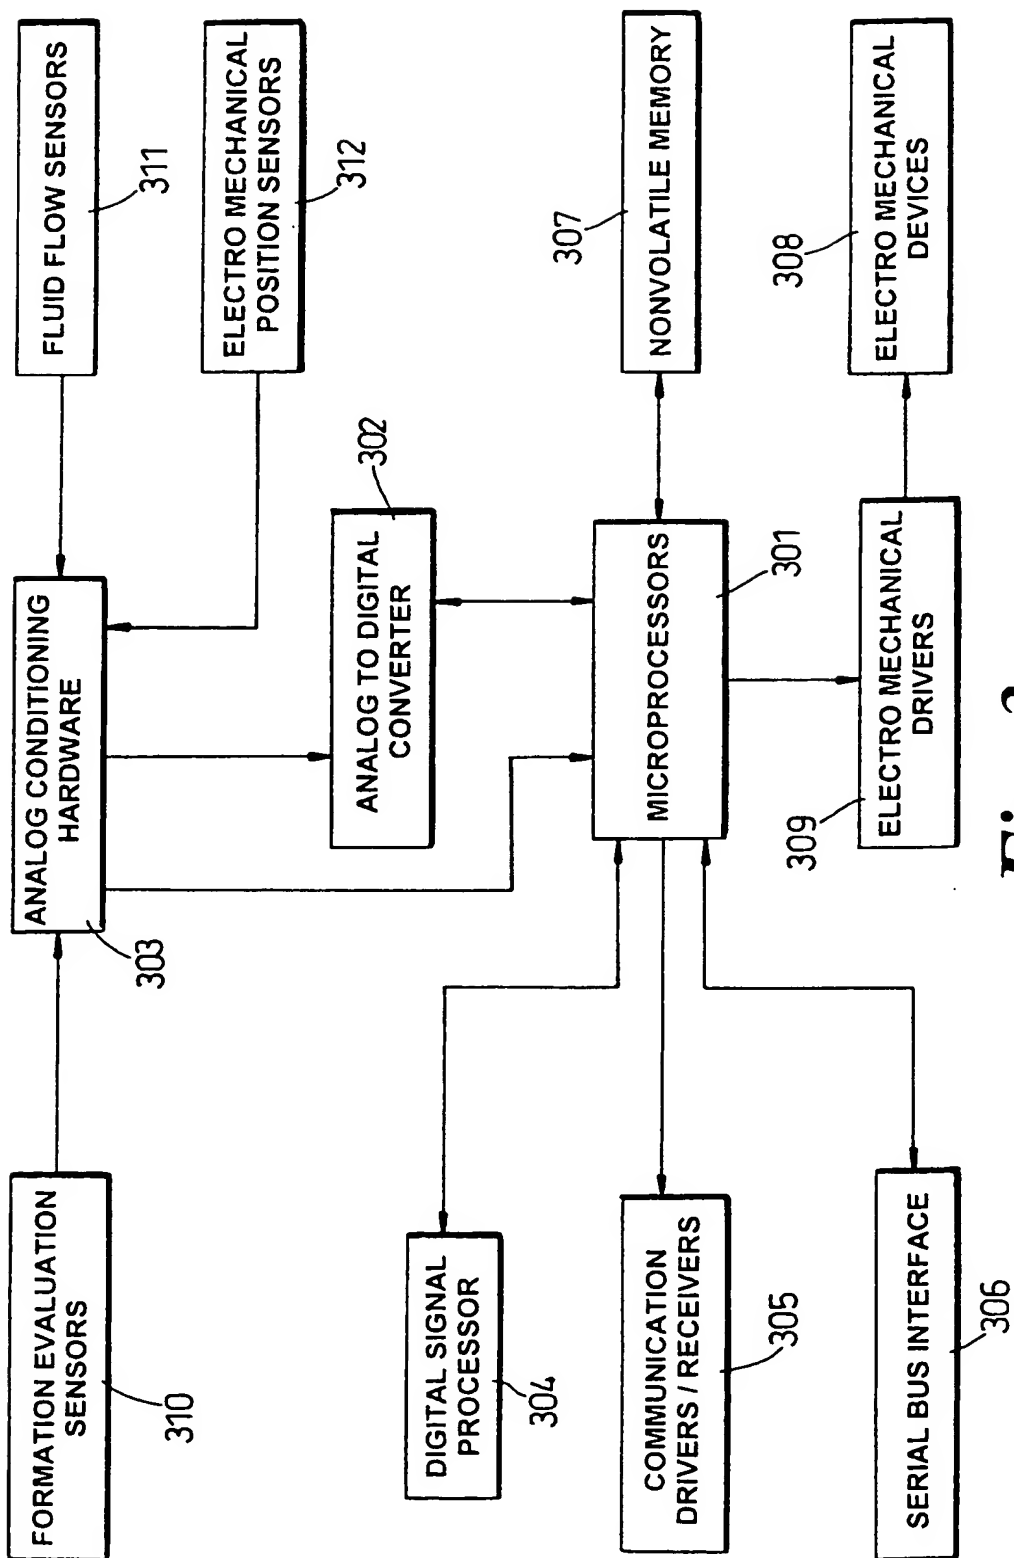 FORMATION EVALUATION
SENSORS
310
ANALOG CONDITIONING
HARDWARE
303
FLUID FLOW SENSORS
311
ELECTRO MECHANICAL
POSITION SENSORS
312
ANALOG TO DIGITAL
CONVERTER
302
DIGITAL SIGNAL
PROCESSOR
304
COMMUNICATION
DRIVERS / RECEIVERS
305
SERIAL BUS INTERFACE
306
MICROPROCESSORS
301
NONVOLATILE MEMORY
307
ELECTRO MECHANICAL
DRIVERS
309
ELECTRO MECHANICAL
DEVICES
308